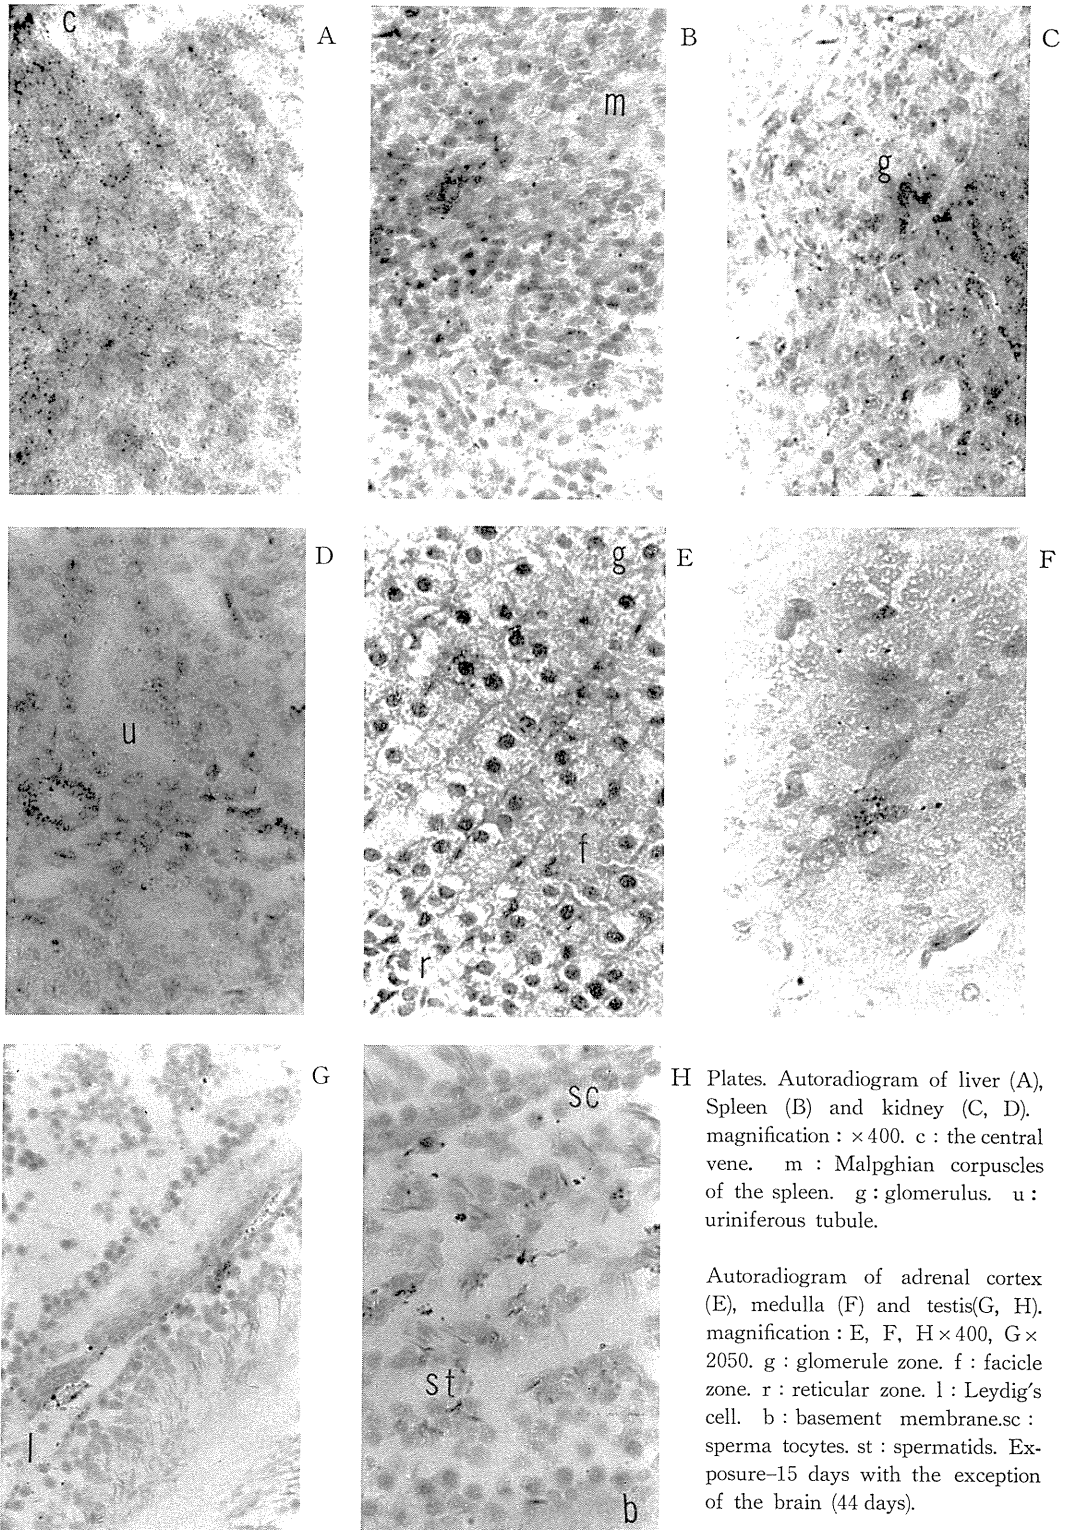 c
A
m
B
g
C
u
D
g
f
r
E
F
l
G
sc
st
b
H
Plates. Autoradiogram of liver (A),
Spleen (B) and kidney (C, D).
magnification : ×400. c : the central
vene. m : Malpghian corpuscles
of the spleen. g : glomerulus. u :
uriniferous tubule.
Autoradiogram of adrenal cortex
(E), medulla (F) and testis(G, H).
magnification : E, F, H×400, G×
2050. g : glomerule zone. f : facicle
zone. r : reticular zone. l : Leydig's
cell. b : basement membrane.sc :
sperma tocytes. st : spermatids. Ex-
posure–15 days with the exception
of the brain (44 days).